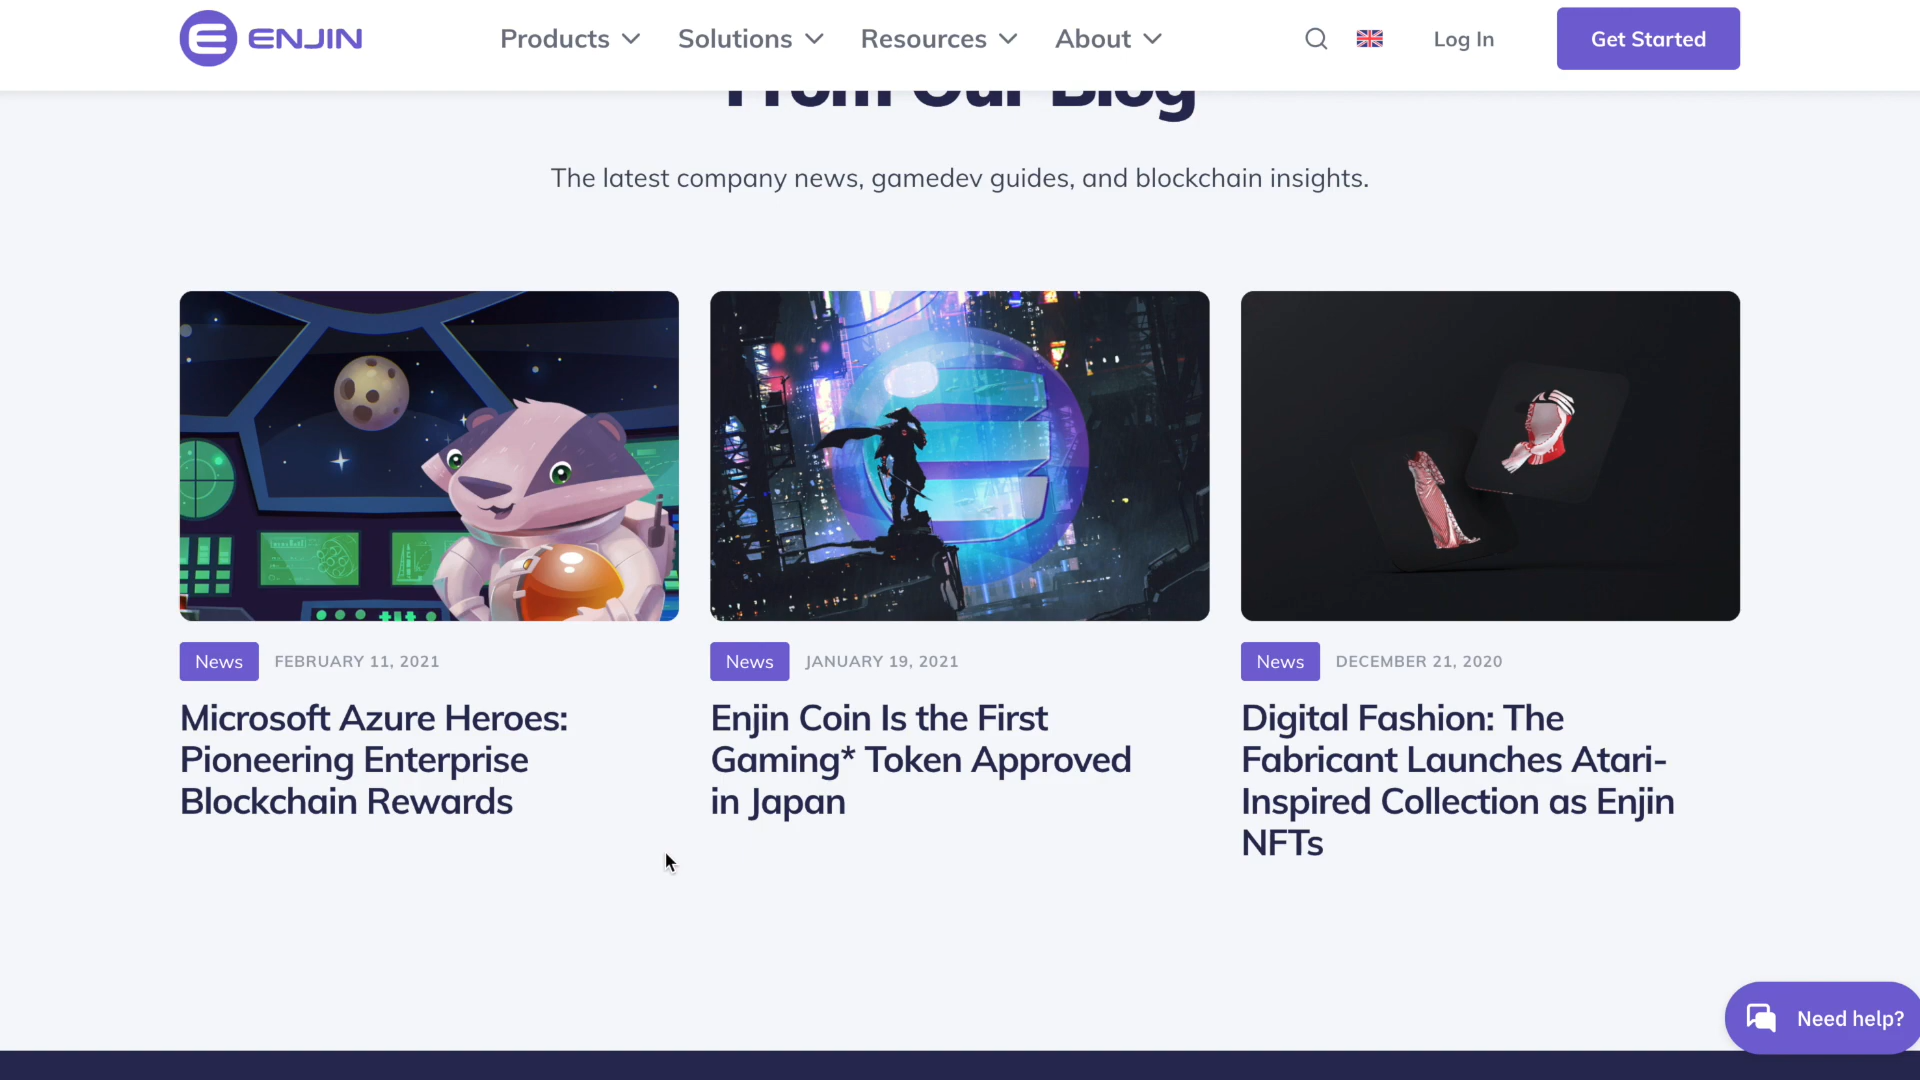 ENJIN
Products
Solutions
Resources
About
Log In
Get Started
From Our Blog
The latest company news, gamedev guides, and blockchain insights.
News
FEBRUARY 11, 2021
Microsoft Azure Heroes:
Pioneering Enterprise
Blockchain Rewards
News
JANUARY 19, 2021
Enjin Coin Is the First
Gaming* Token Approved
in Japan
News
DECEMBER 21, 2020
Digital Fashion: The
Fabricant Launches Atari-
Inspired Collection as Enjin
NFTs
Need help?